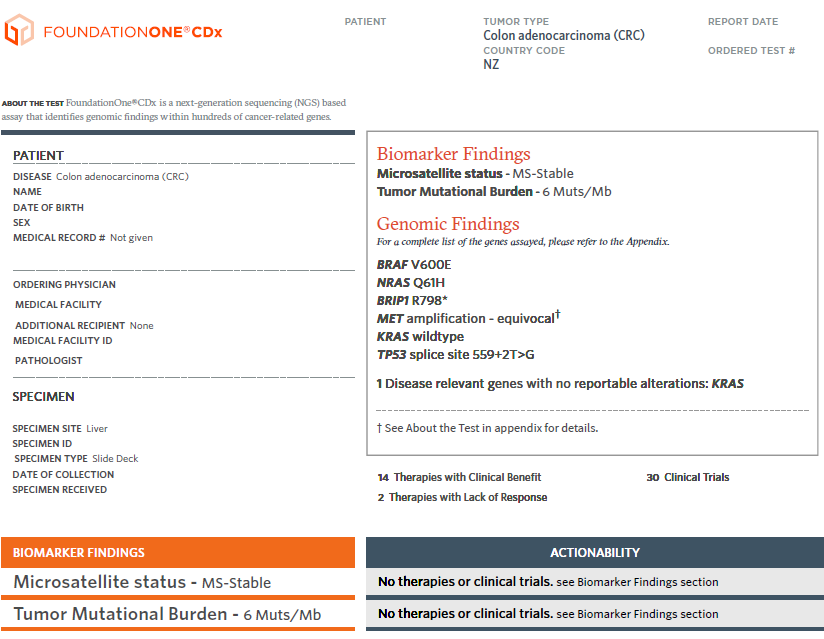 FOUNDATIONONE®CDx
PATIENT
TUMOR TYPE
Colon adenocarcinoma (CRC)
COUNTRY CODE
NZ
REPORT DATE
ORDERED TEST #
ABOUT THE TEST FoundationOne®CDx is a next-generation sequencing (NGS) based
assay that identifies genomic findings within hundreds of cancer-related genes.
PATIENT
DISEASE Colon adenocarcinoma (CRC)
NAME
DATE OF BIRTH
SEX
MEDICAL RECORD # Not given
ORDERING PHYSICIAN
MEDICAL FACILITY
ADDITIONAL RECIPIENT None
MEDICAL FACILITY ID
PATHOLOGIST
SPECIMEN
SPECIMEN SITE Liver
SPECIMEN ID
SPECIMEN TYPE Slide Deck
DATE OF COLLECTION
SPECIMEN RECEIVED
Biomarker Findings
Microsatellite status - MS-Stable
Tumor Mutational Burden - 6 Muts/Mb
Genomic Findings
For a complete list of the genes assayed, please refer to the Appendix.
BRAF V600E
NRAS Q61H
BRIP1 R798*
MET amplification - equivocal†
KRAS wildtype
TP53 splice site 559+2T>G
1 Disease relevant genes with no reportable alterations: KRAS
† See About the Test in appendix for details.
14 Therapies with Clinical Benefit
30 Clinical Trials
2 Therapies with Lack of Response
BIOMARKER FINDINGS
ACTIONABILITY
Microsatellite status - MS-Stable
No therapies or clinical trials. see Biomarker Findings section
Tumor Mutational Burden - 6 Muts/Mb
No therapies or clinical trials. see Biomarker Findings section